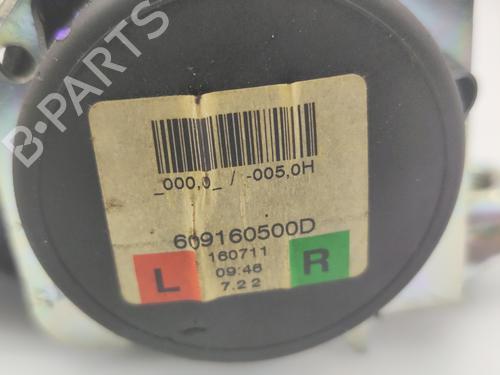 B-PARTS
_000,0_ / -005,0H
609160500D
160711
09:46
7.2 2
L
R